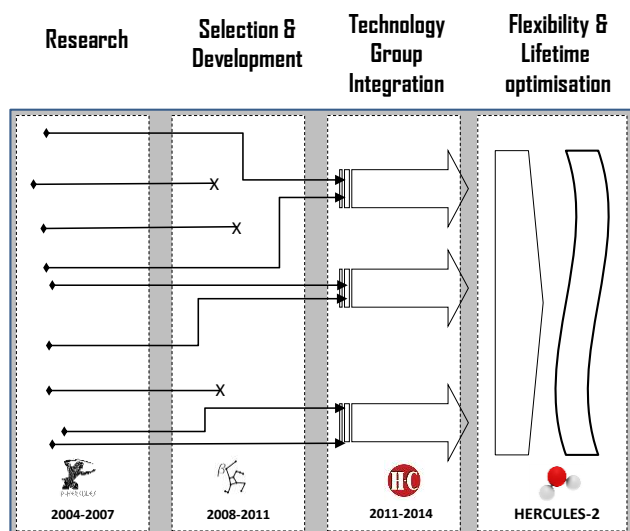 Research
Selection &
Development
Technology
Group
Integration
Flexibility &
Lifetime
optimisation
X
X
X
HC
2004-2007
2008-2011
2011-2014
HERCULES-2